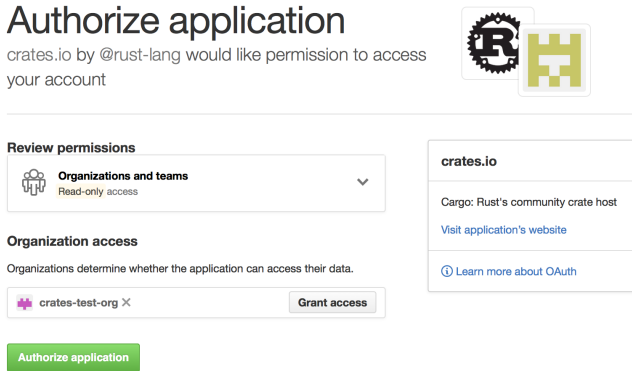 Authorize application
crates.io by @rust-lang would like permission to access
your account
Review permissions
Organizations and teams
Read-only access
Organization access
Organizations determine whether the application can access their data.
crates-test-org
Grant access
Authorize application
crates.io
Cargo: Rust's community crate host
Visit application's website
Learn more about OAuth